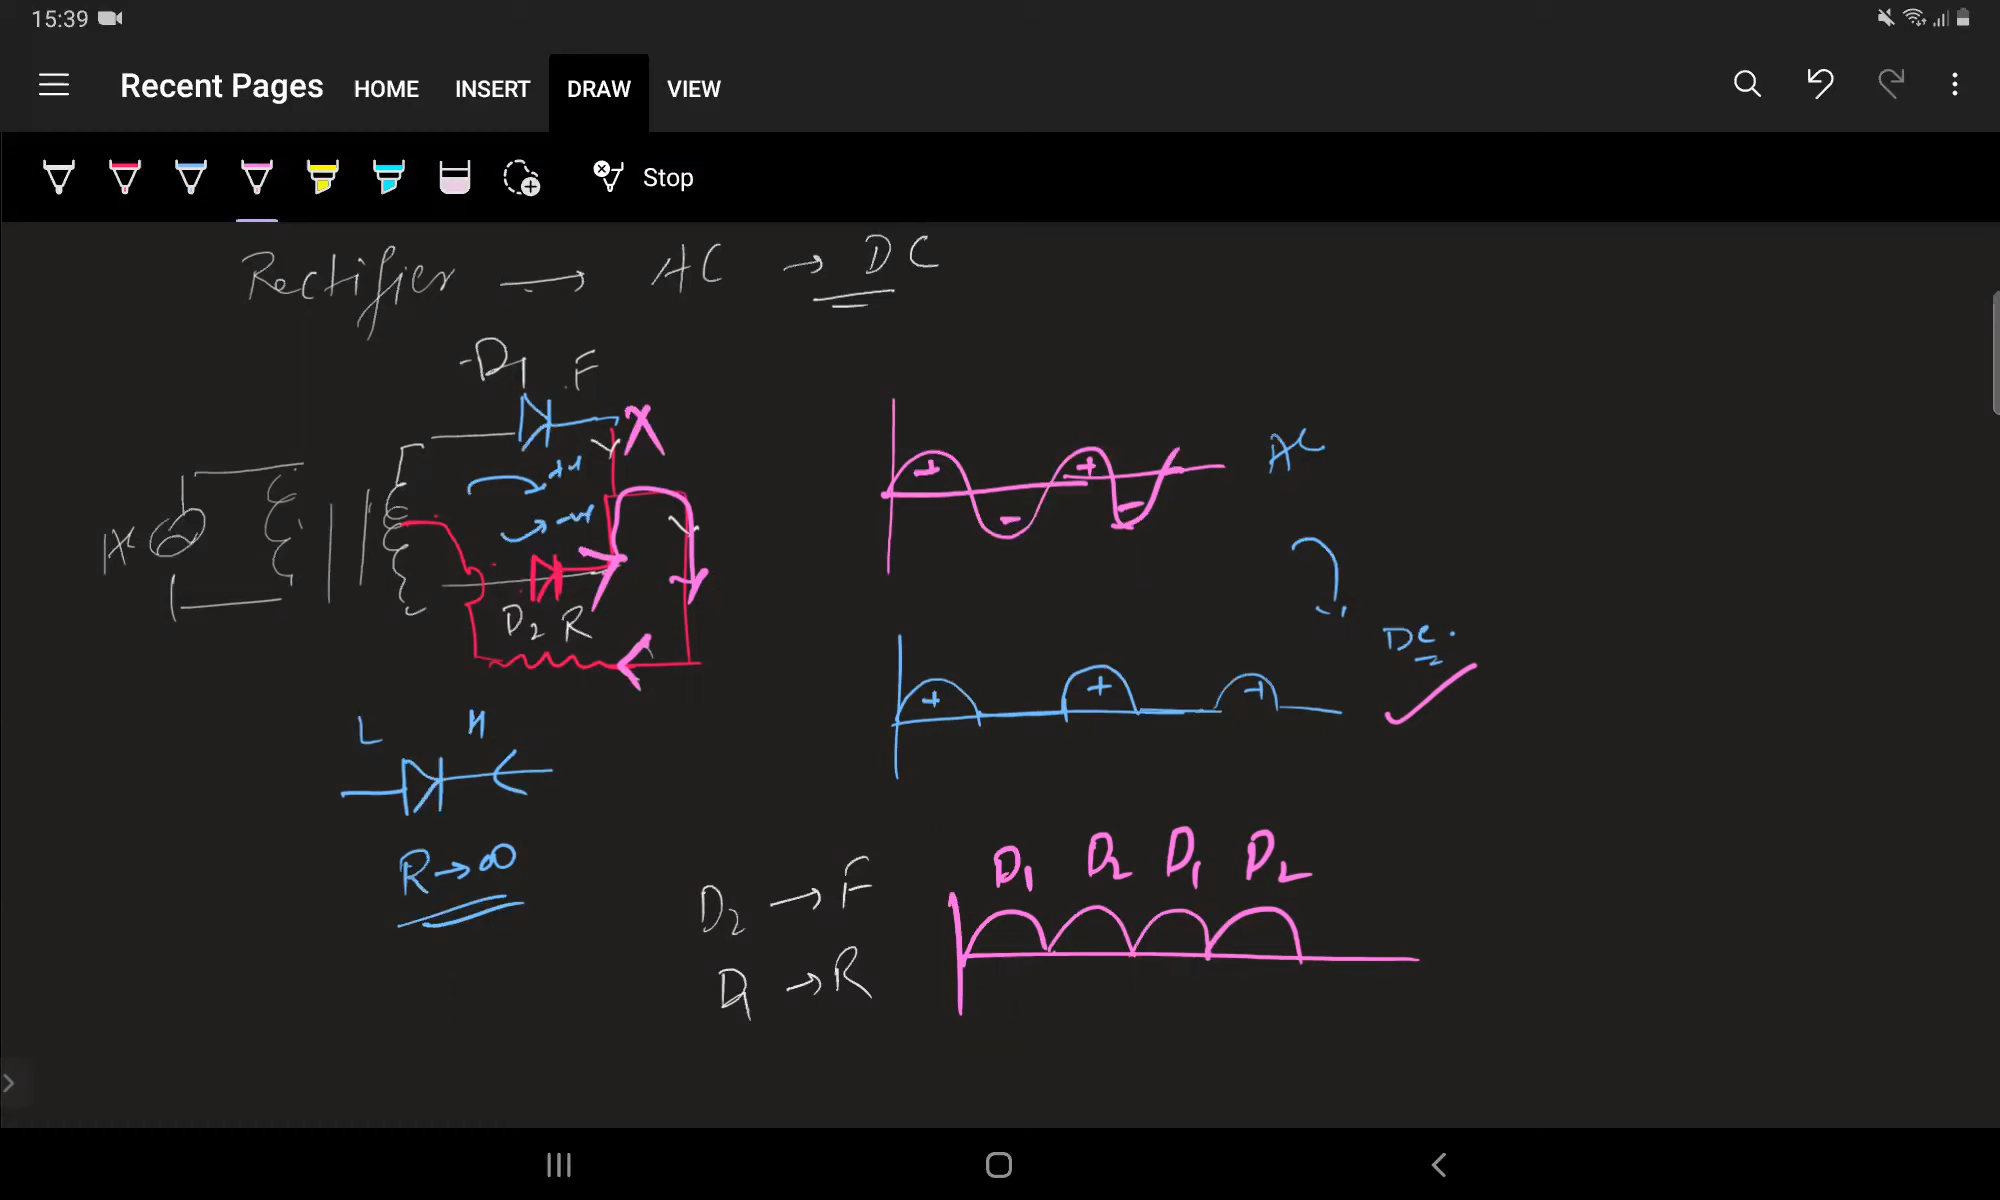 15:39
Recent Pages HOME INSERT DRAW VIEW
Stop
Rectifier → AC → DC
D1 F
AC
+
-
+
-
AC
D2 R
DC.
+
+
+
L H
R→∞
D1 D2 D1 D2
D2 → F
D1 → R